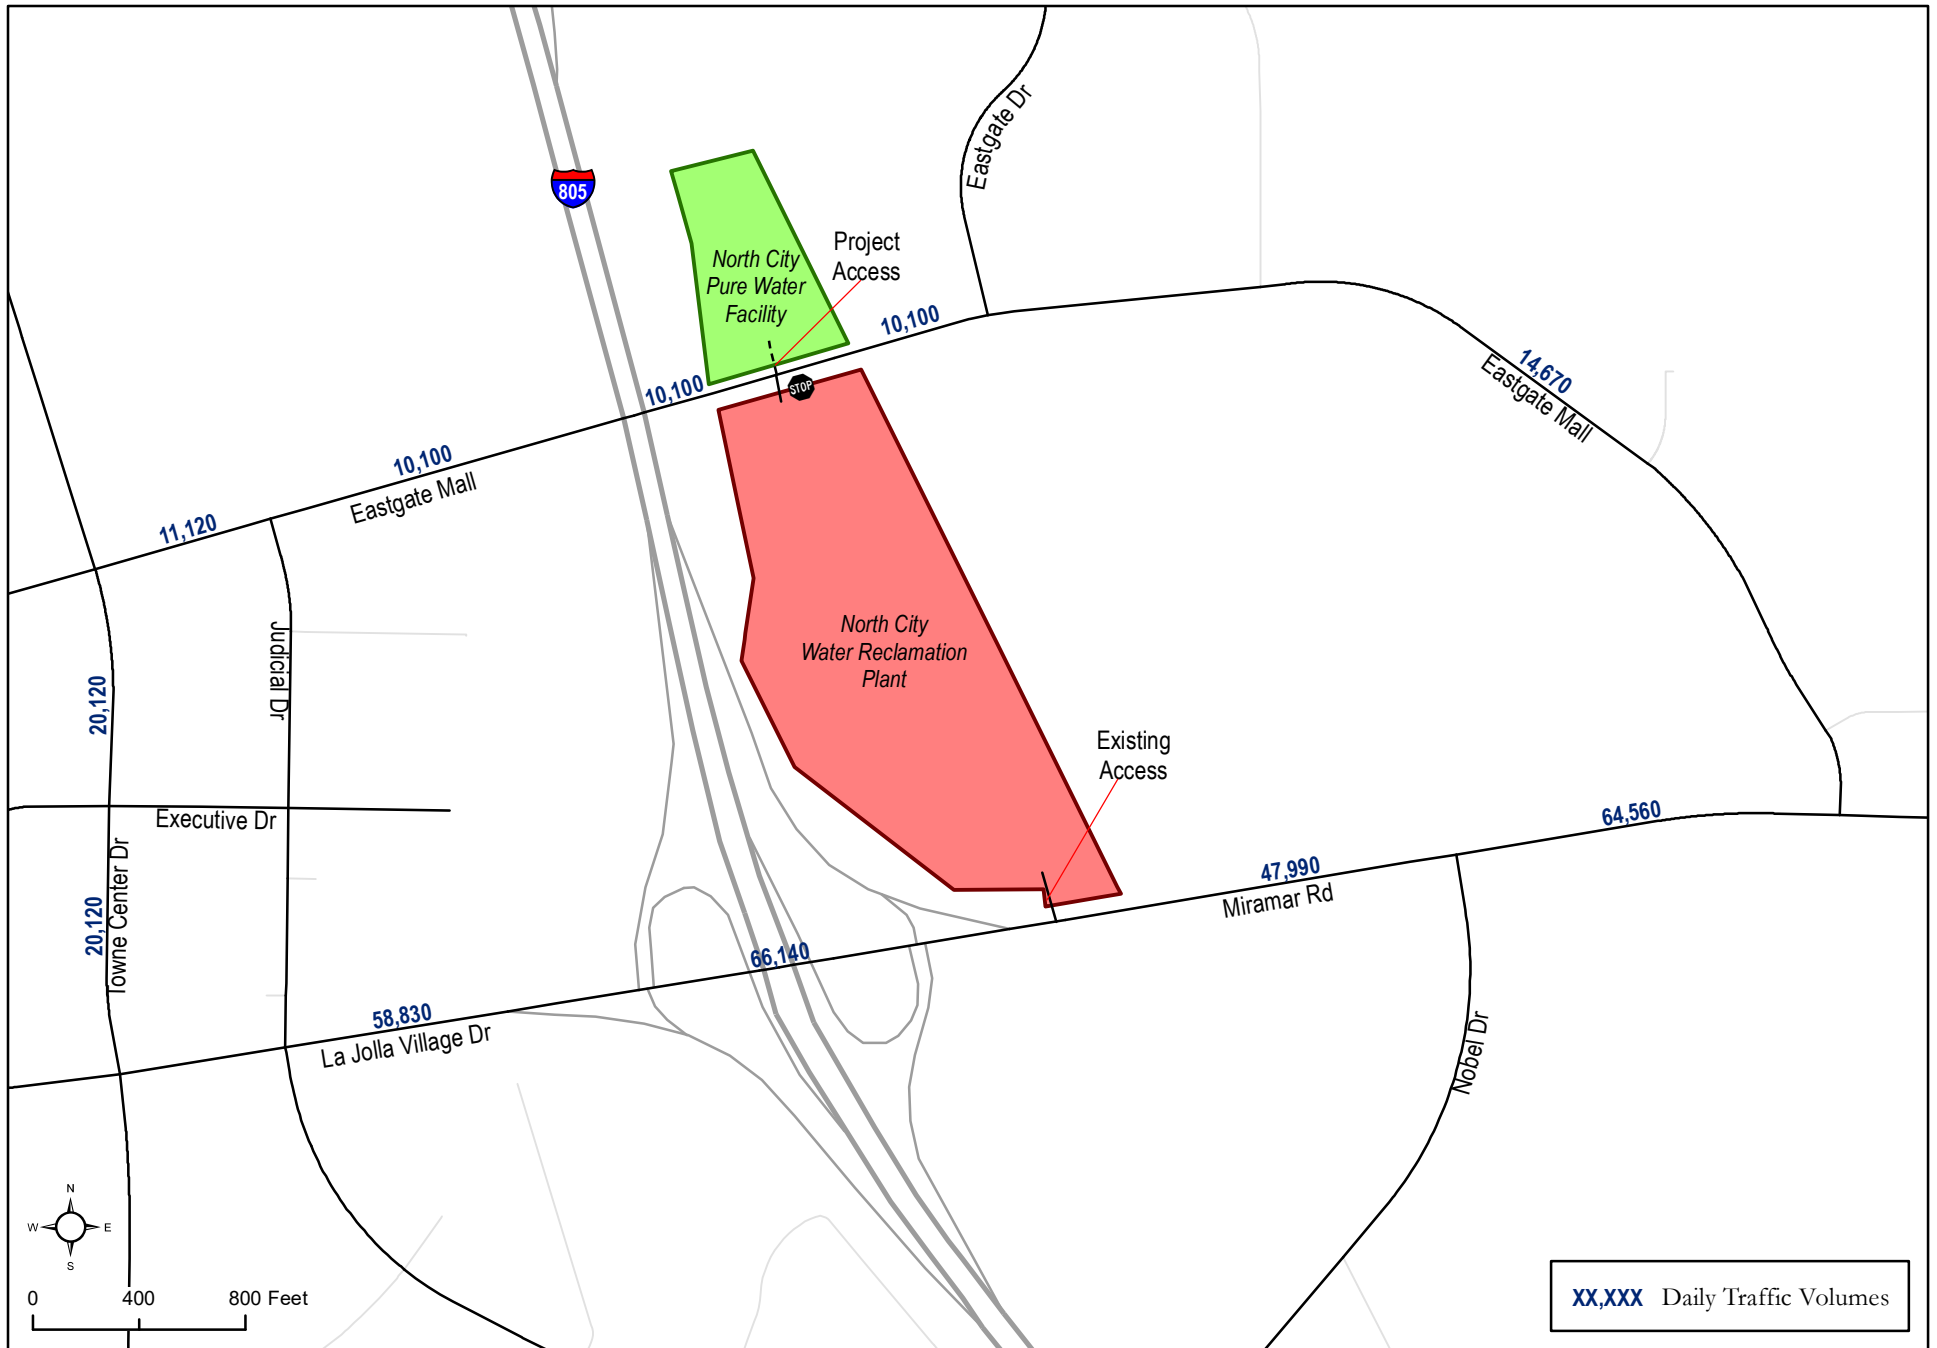 Eastgate Dr
805
Project
Access
North City
Pure Water
Facility
10,100
10,100
STOP
14,670
Eastgate Mall
10,100
Eastgate Mall
11,120
Judicial Dr
North City
Water Reclamation
Plant
20,120
Existing
Access
Executive Dr
64,560
Towne Center Dr
20,120
47,990
Miramar Rd
66,140
58,830
La Jolla Village Dr
Nobel Dr
N
W E
S
0 400 800 Feet
XX,XXX Daily Traffic Volumes